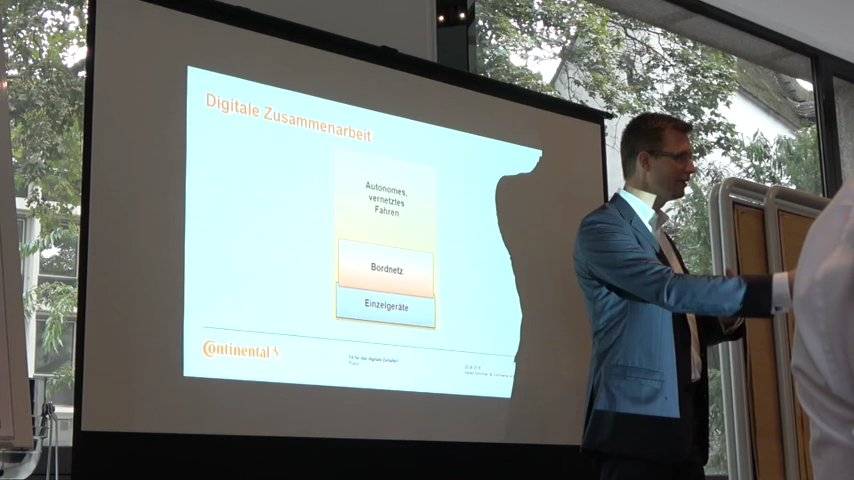 Digitale Zusammenarbeit
Autonomes,
vernetztes
Fahren
Bordnetz
Einzelgeräte
Continental